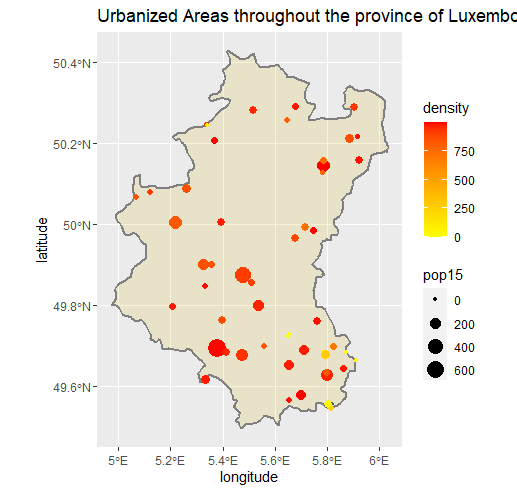 Urbanized Areas throughout the province of Luxembo
50.4°N
50.2°N
50°N
49.8°N
49.6°N
latitude
5°E
5.2°E
5.4°E
5.6°E
5.8°E
6°E
longitude
density
750
500
250
0
pop15
0
200
400
600